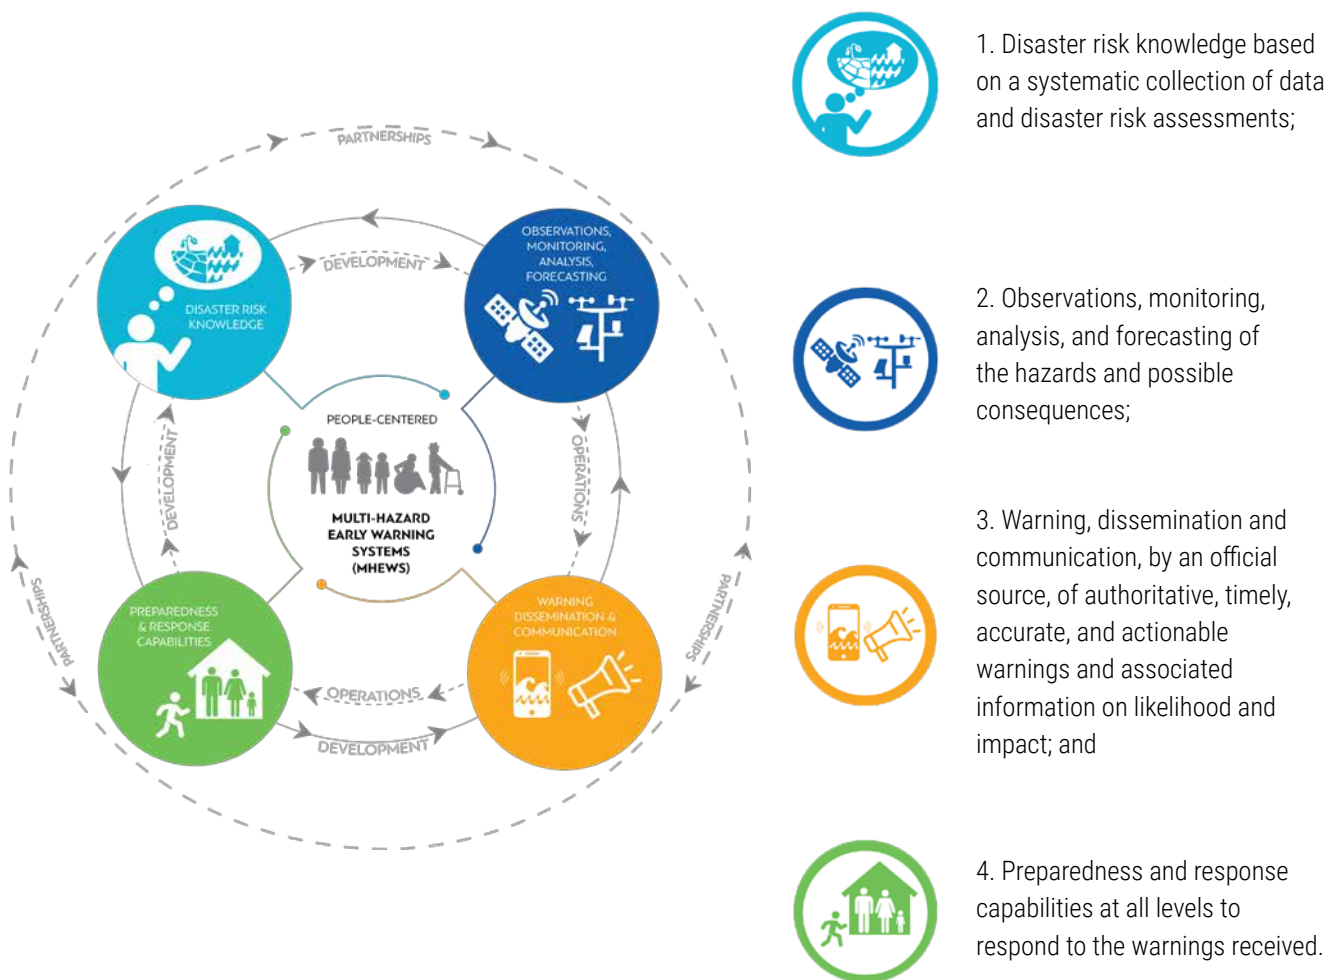 PARTNERSHIPS
DISASTER RISK
KNOWLEDGE
DEVELOPMENT
OBSERVATIONS,
MONITORING,
ANALYSIS,
FORECASTING
DEVELOPMENT
PEOPLE-CENTERED
MULTI-HAZARD
EARLY WARNING
SYSTEMS
(MHEWS)
OPERATIONS
PARTNERSHIPS
PREPAREDNESS
& RESPONSE
CAPABILITIES
OPERATIONS
DEVELOPMENT
WARNING
DISSEMINATION &
COMMUNICATION
PARTNERSHIPS
1. Disaster risk knowledge based
on a systematic collection of data
and disaster risk assessments;
2. Observations, monitoring,
analysis, and forecasting of
the hazards and possible
consequences;
3. Warning, dissemination and
communication, by an official
source, of authoritative, timely,
accurate, and actionable
warnings and associated
information on likelihood and
impact; and
4. Preparedness and response
capabilities at all levels to
respond to the warnings received.